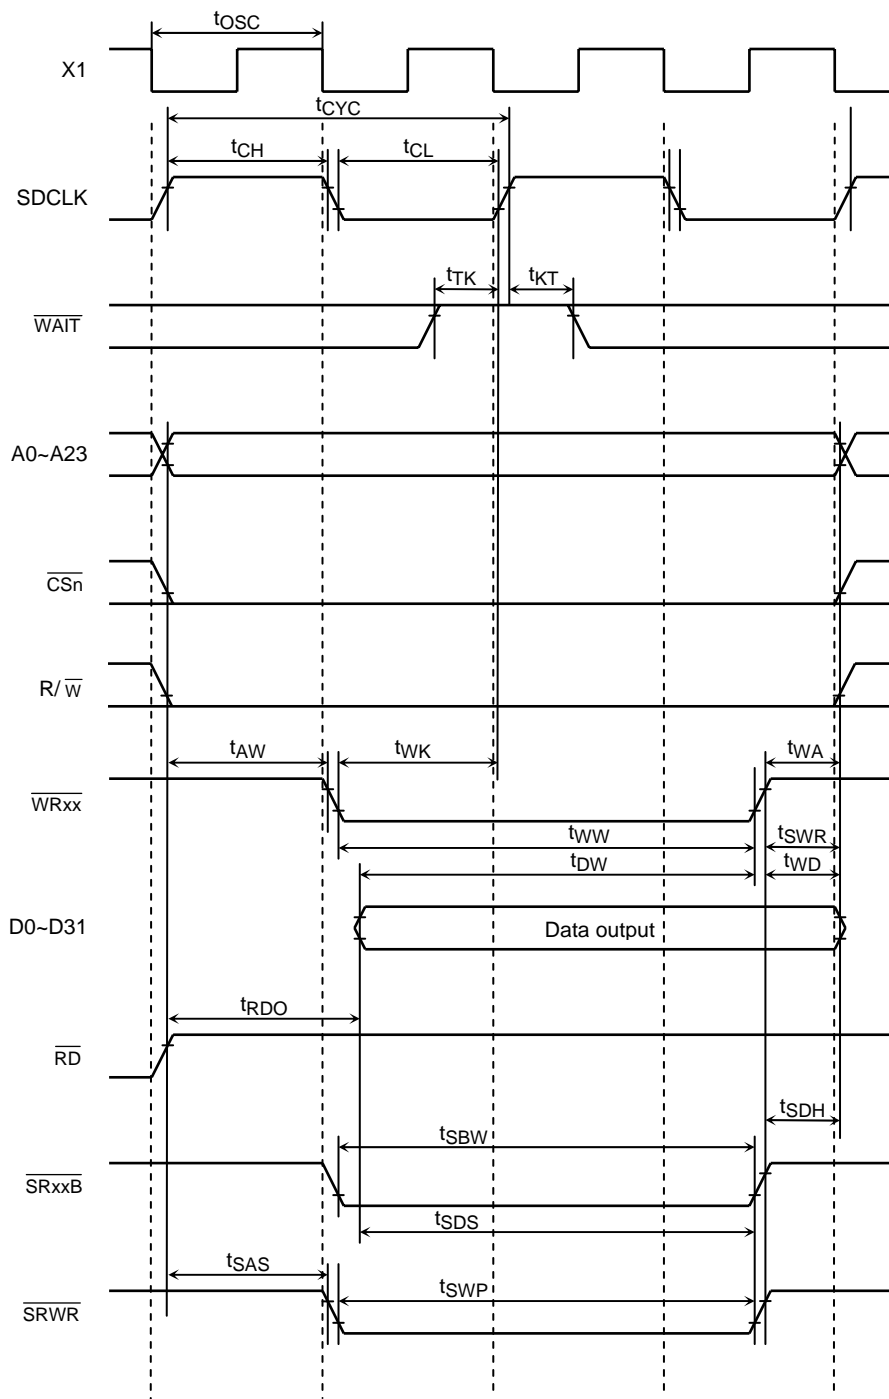 tOSC
X1
tCYC
tCH
tCL
SDCLK
tTK
tKT
WAIT
A0~A23
CSn
R/ W
tAW
tWK
tWA
WRxx
tWW
tSWR
tDW
tWD
D0~D31
Data output
tRDO
RD
tSDH
tSBW
SRxxB
tSDS
tSAS
tSWP
SRWR